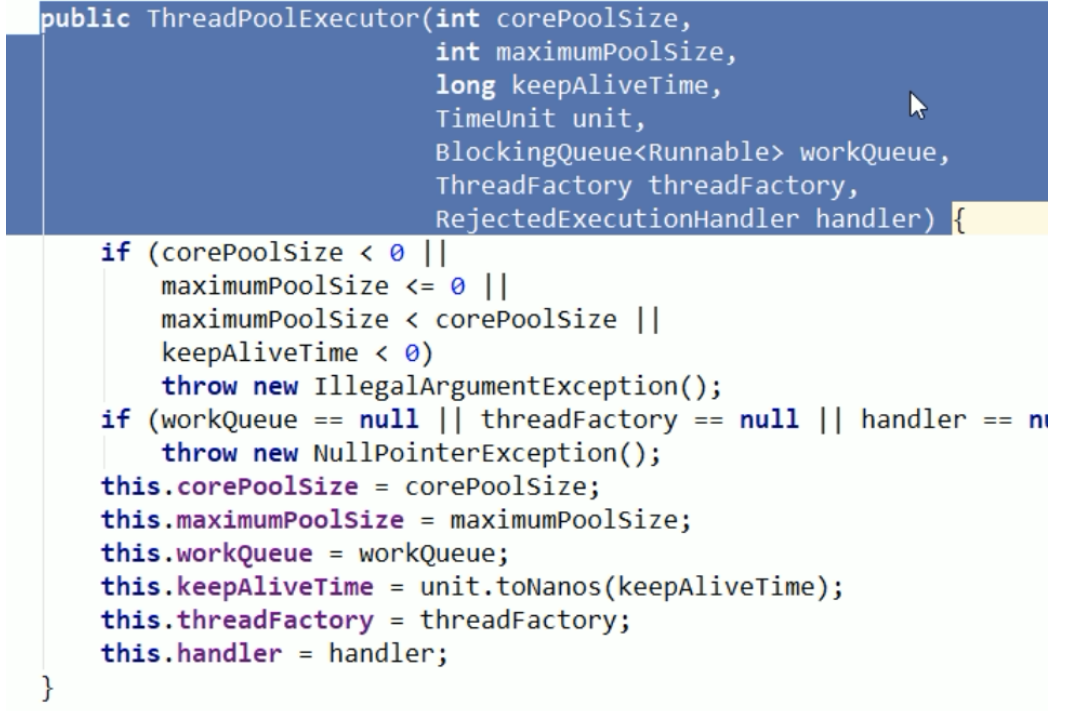 public ThreadPoolExecutor(int corePoolSize,
int maximumPoolSize,
long keepAliveTime,
TimeUnit unit,
BlockingQueue<Runnable> workQueue,
ThreadFactory threadFactory,
RejectedExecutionHandler handler) {
if (corePoolSize < 0 ||
maximumPoolSize <= 0 ||
maximumPoolSize < corePoolSize ||
keepAliveTime < 0)
throw new IllegalArgumentException();
if (workQueue == null || threadFactory == null || handler ==
throw new NullPointerException();
this.corePoolSize = corePoolSize;
this.maximumPoolSize = maximumPoolSize;
this.workQueue = workQueue;
this.keepAliveTime = unit.toNanos(keepAliveTime);
this.threadFactory = threadFactory;
this.handler = handler;
}